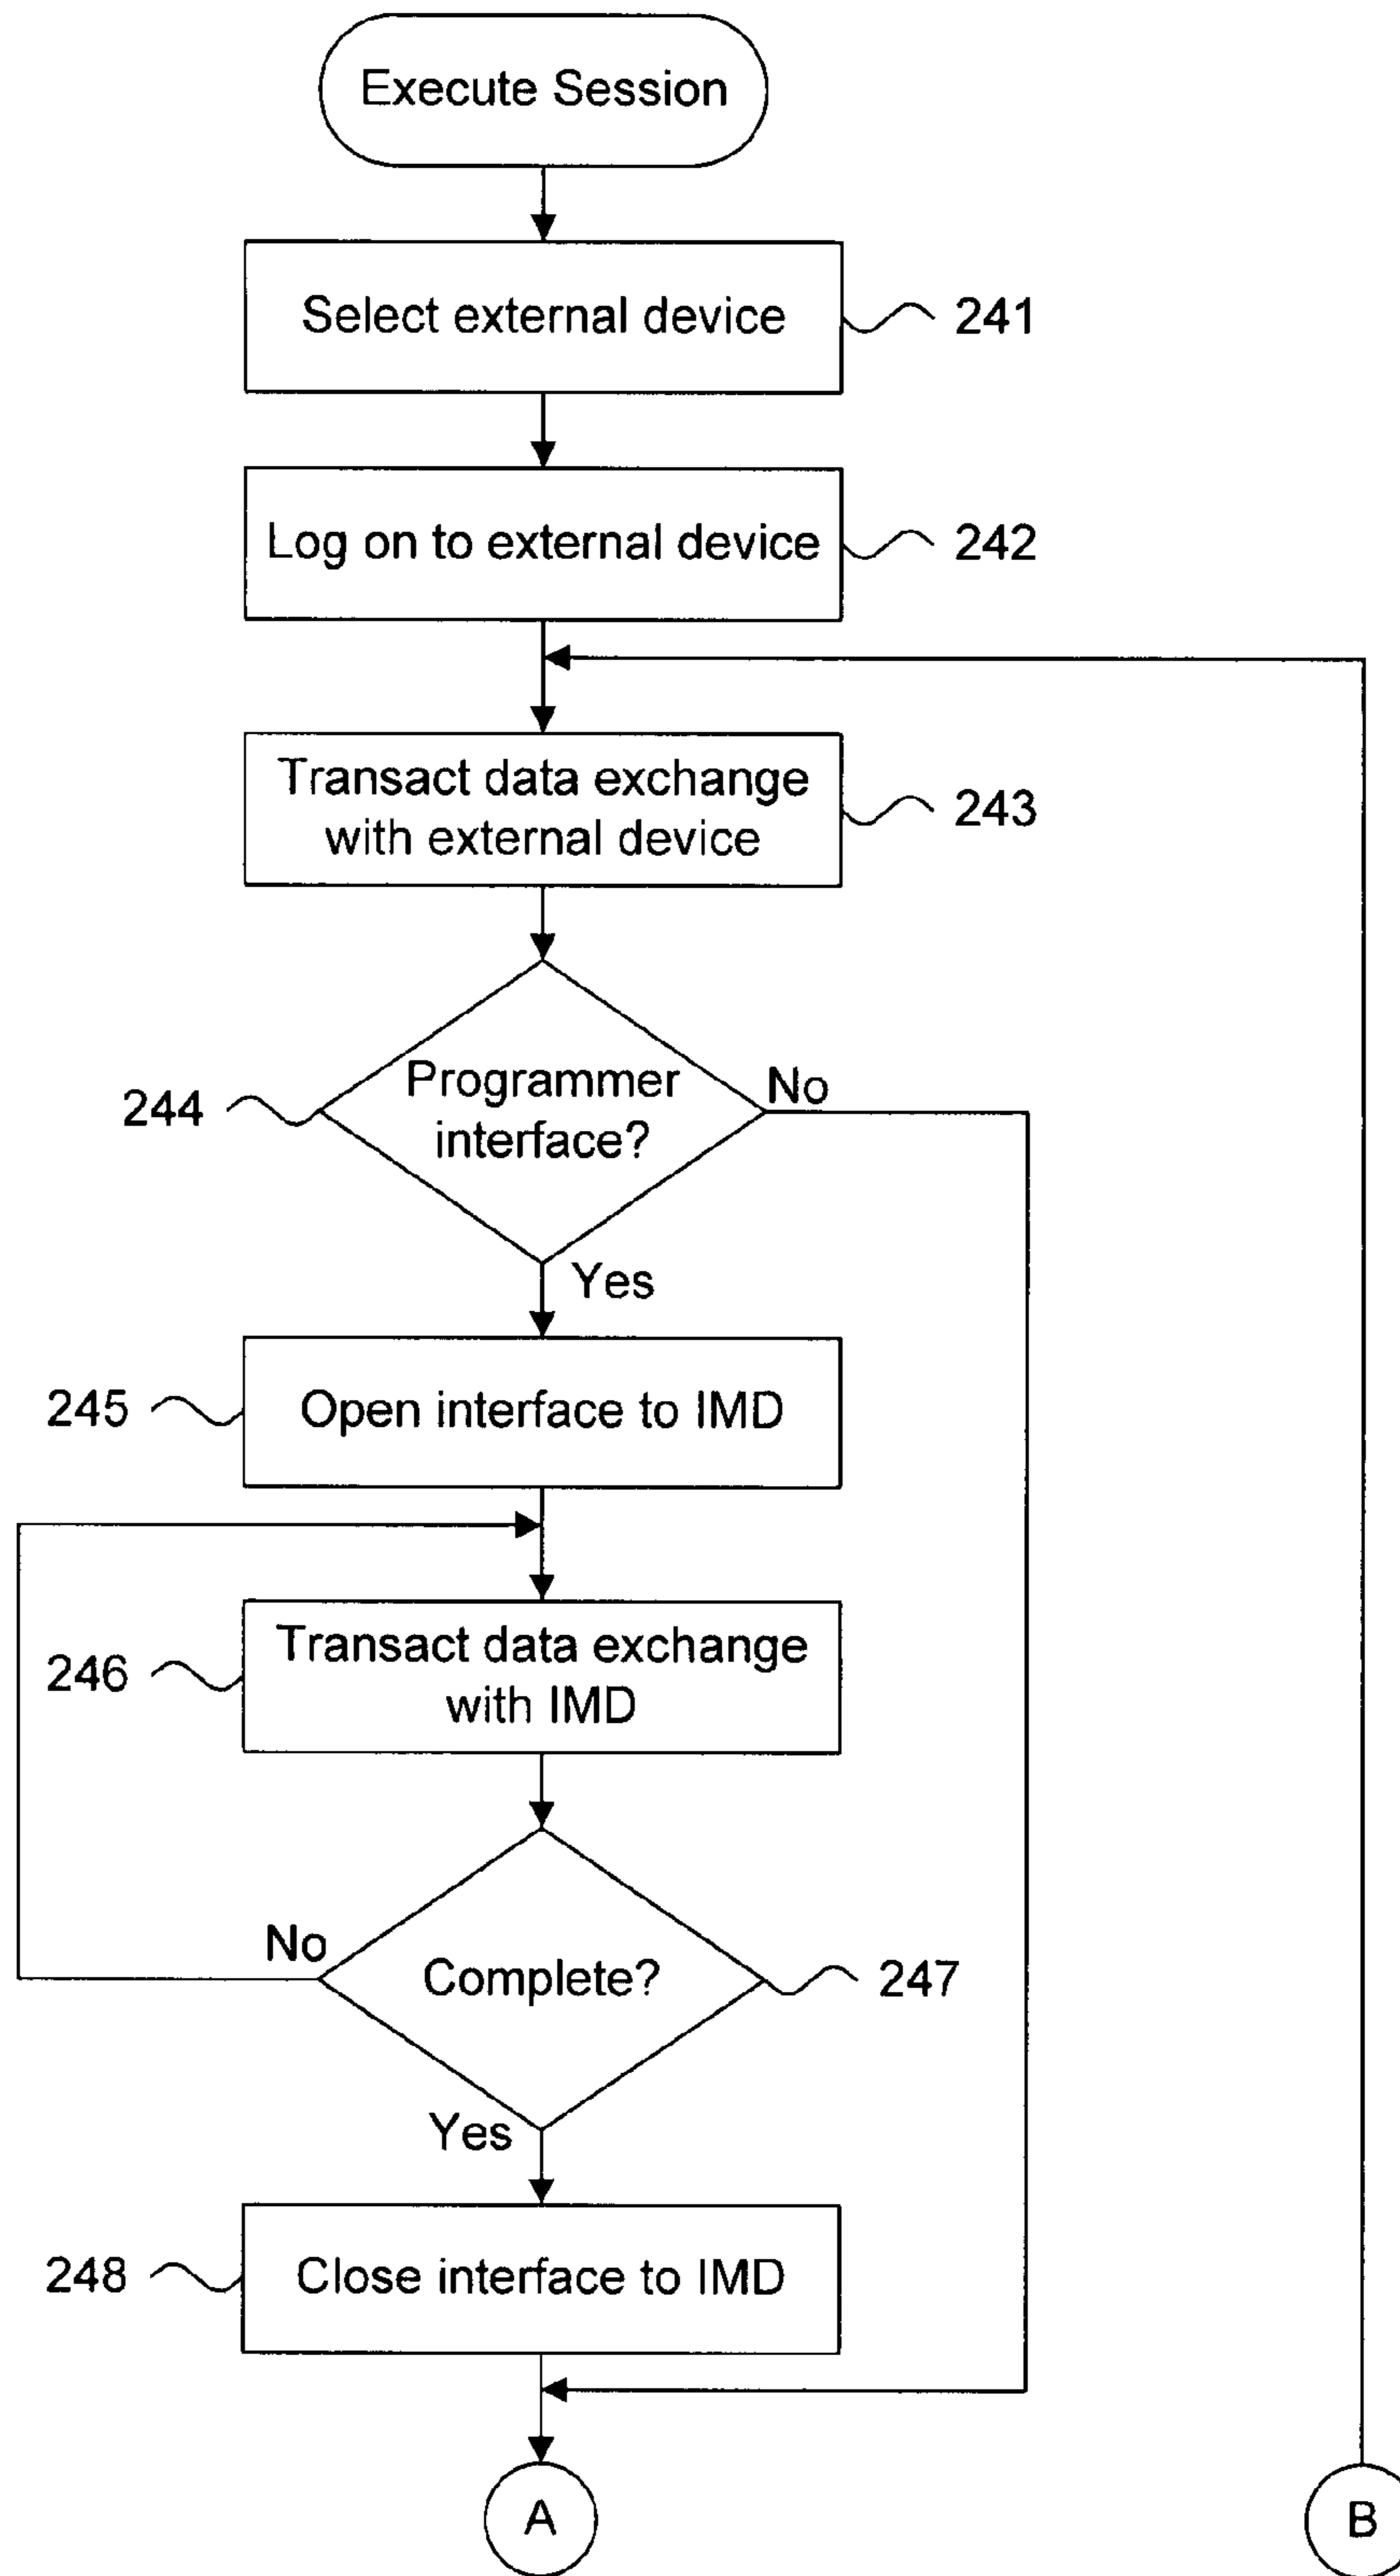 Execute Session
Select external device
241
Log on to external device
242
Transact data exchange
with external device
243
Programmer
interface?
244
No
Yes
245
Open interface to IMD
246
Transact data exchange
with IMD
No
Complete?
247
Yes
248
Close interface to IMD
A
B